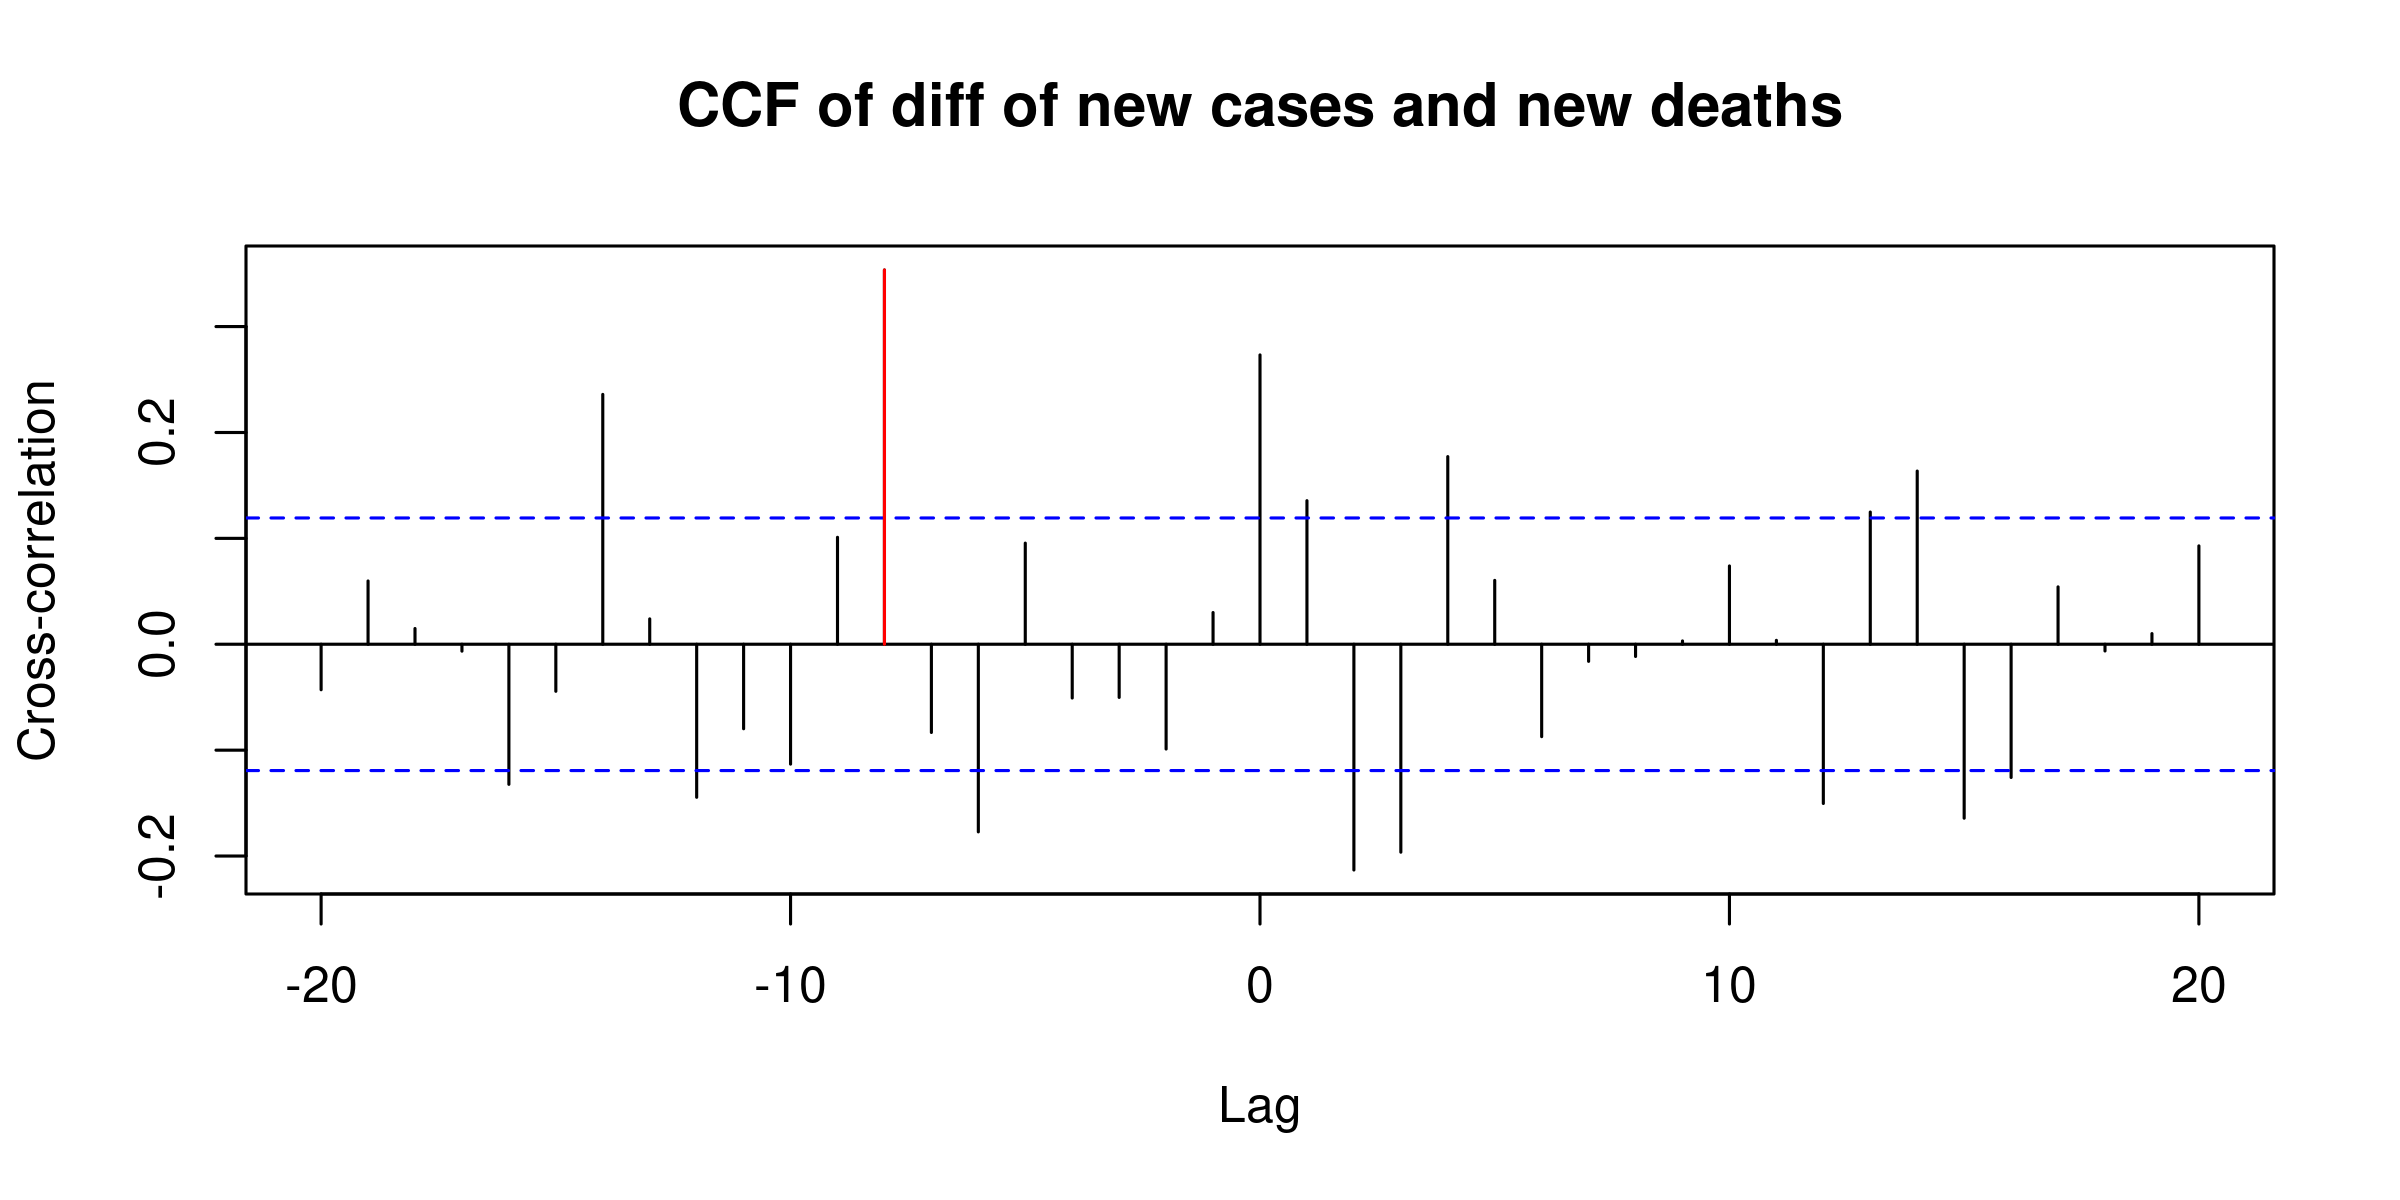 CCF of diff of new cases and new deaths
Cross-correlation
0.2
0.0
-0.2
-20 -10 0 10 20
Lag